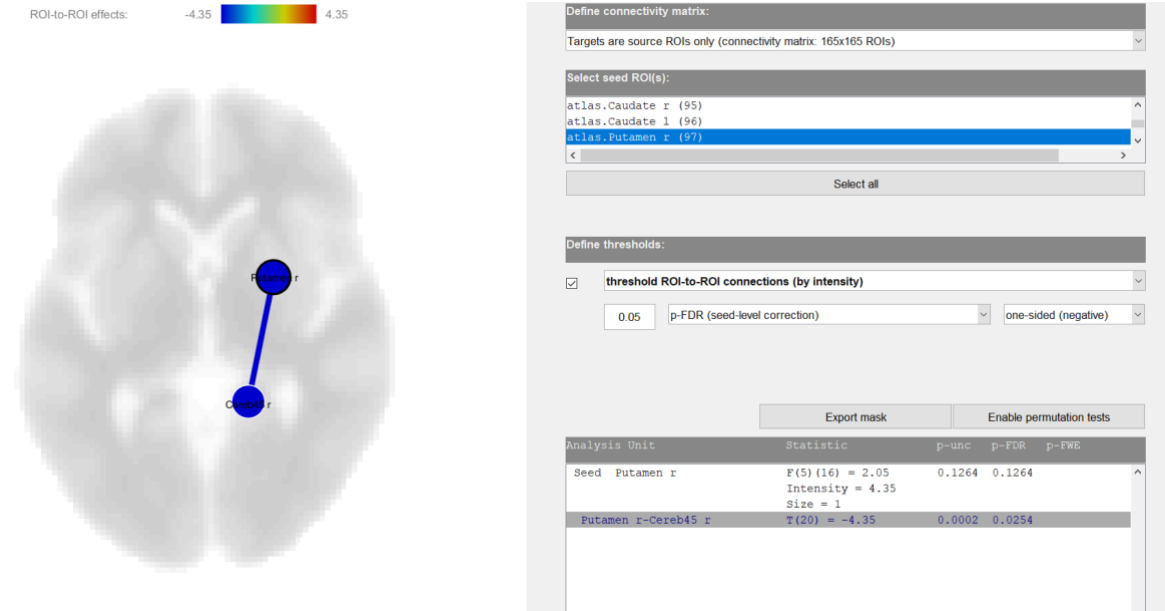 ROI-to-ROI effects: -4.35 4.35
Putamen r
Cereb45 r
Define connectivity matrix:
Targets are source ROIs only (connectivity matrix: 165x165 ROIs)
Select seed ROI(s):
atlas.Caudate r (95)
atlas.Caudate l (96)
atlas.Putamen r (97)
Select all
Define thresholds:
threshold ROI-to-ROI connections (by intensity)
0.05 p-FDR (seed-level correction) one-sided (negative)
Export mask Enable permutation tests
Analysis Unit Statistic p-unc p-FDR p-FWE
Seed Putamen r F(5)(16) = 2.05 0.1264 0.1264
Intensity = 4.35
Size = 1
Putamen r-Cereb45 r T(20) = -4.35 0.0002 0.0254